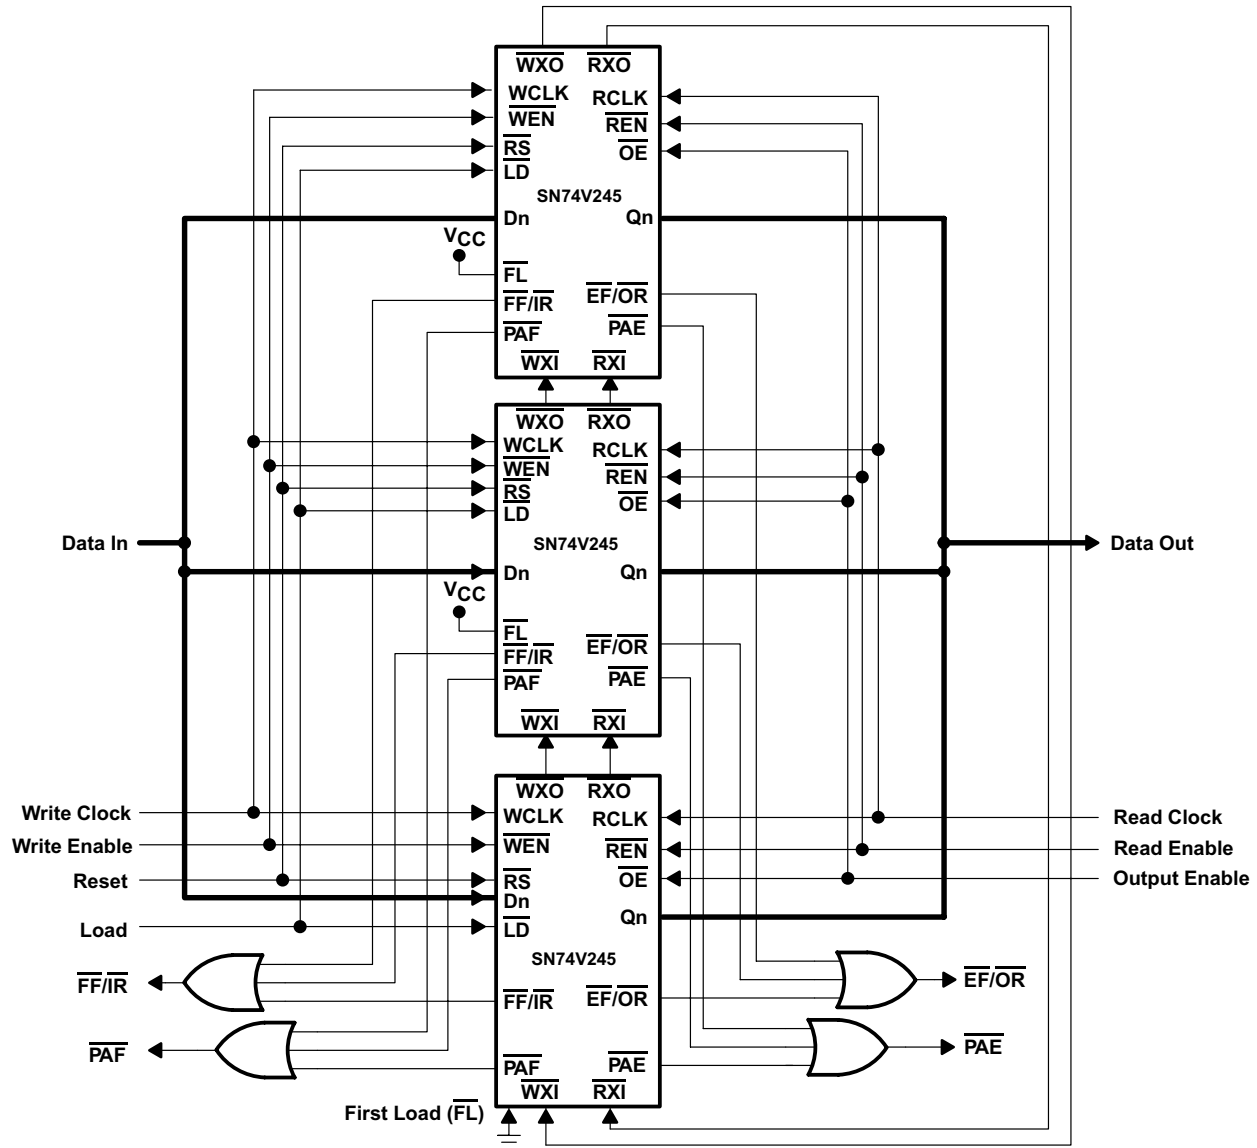 WXO RXO
WCLK RCLK
WEN REN
RS OE
LD
SN74V245
Dn Qn
VCC
FL
FF/IR EF/OR
PAF PAE
WXI RXI
WXO RXO
WCLK RCLK
WEN REN
RS OE
LD
Data In SN74V245 Data Out
Dn Qn
VCC
FL
FF/IR EF/OR
PAF PAE
WXI RXI
WXO RXO
Write Clock WCLK RCLK Read Clock
Write Enable WEN REN Read Enable
Reset RS OE Output Enable
Dn Qn
Load LD
SN74V245
FF/IR FF/IR EF/OR EF/OR
PAF PAF PAE PAE
WXI RXI
First Load (FL)